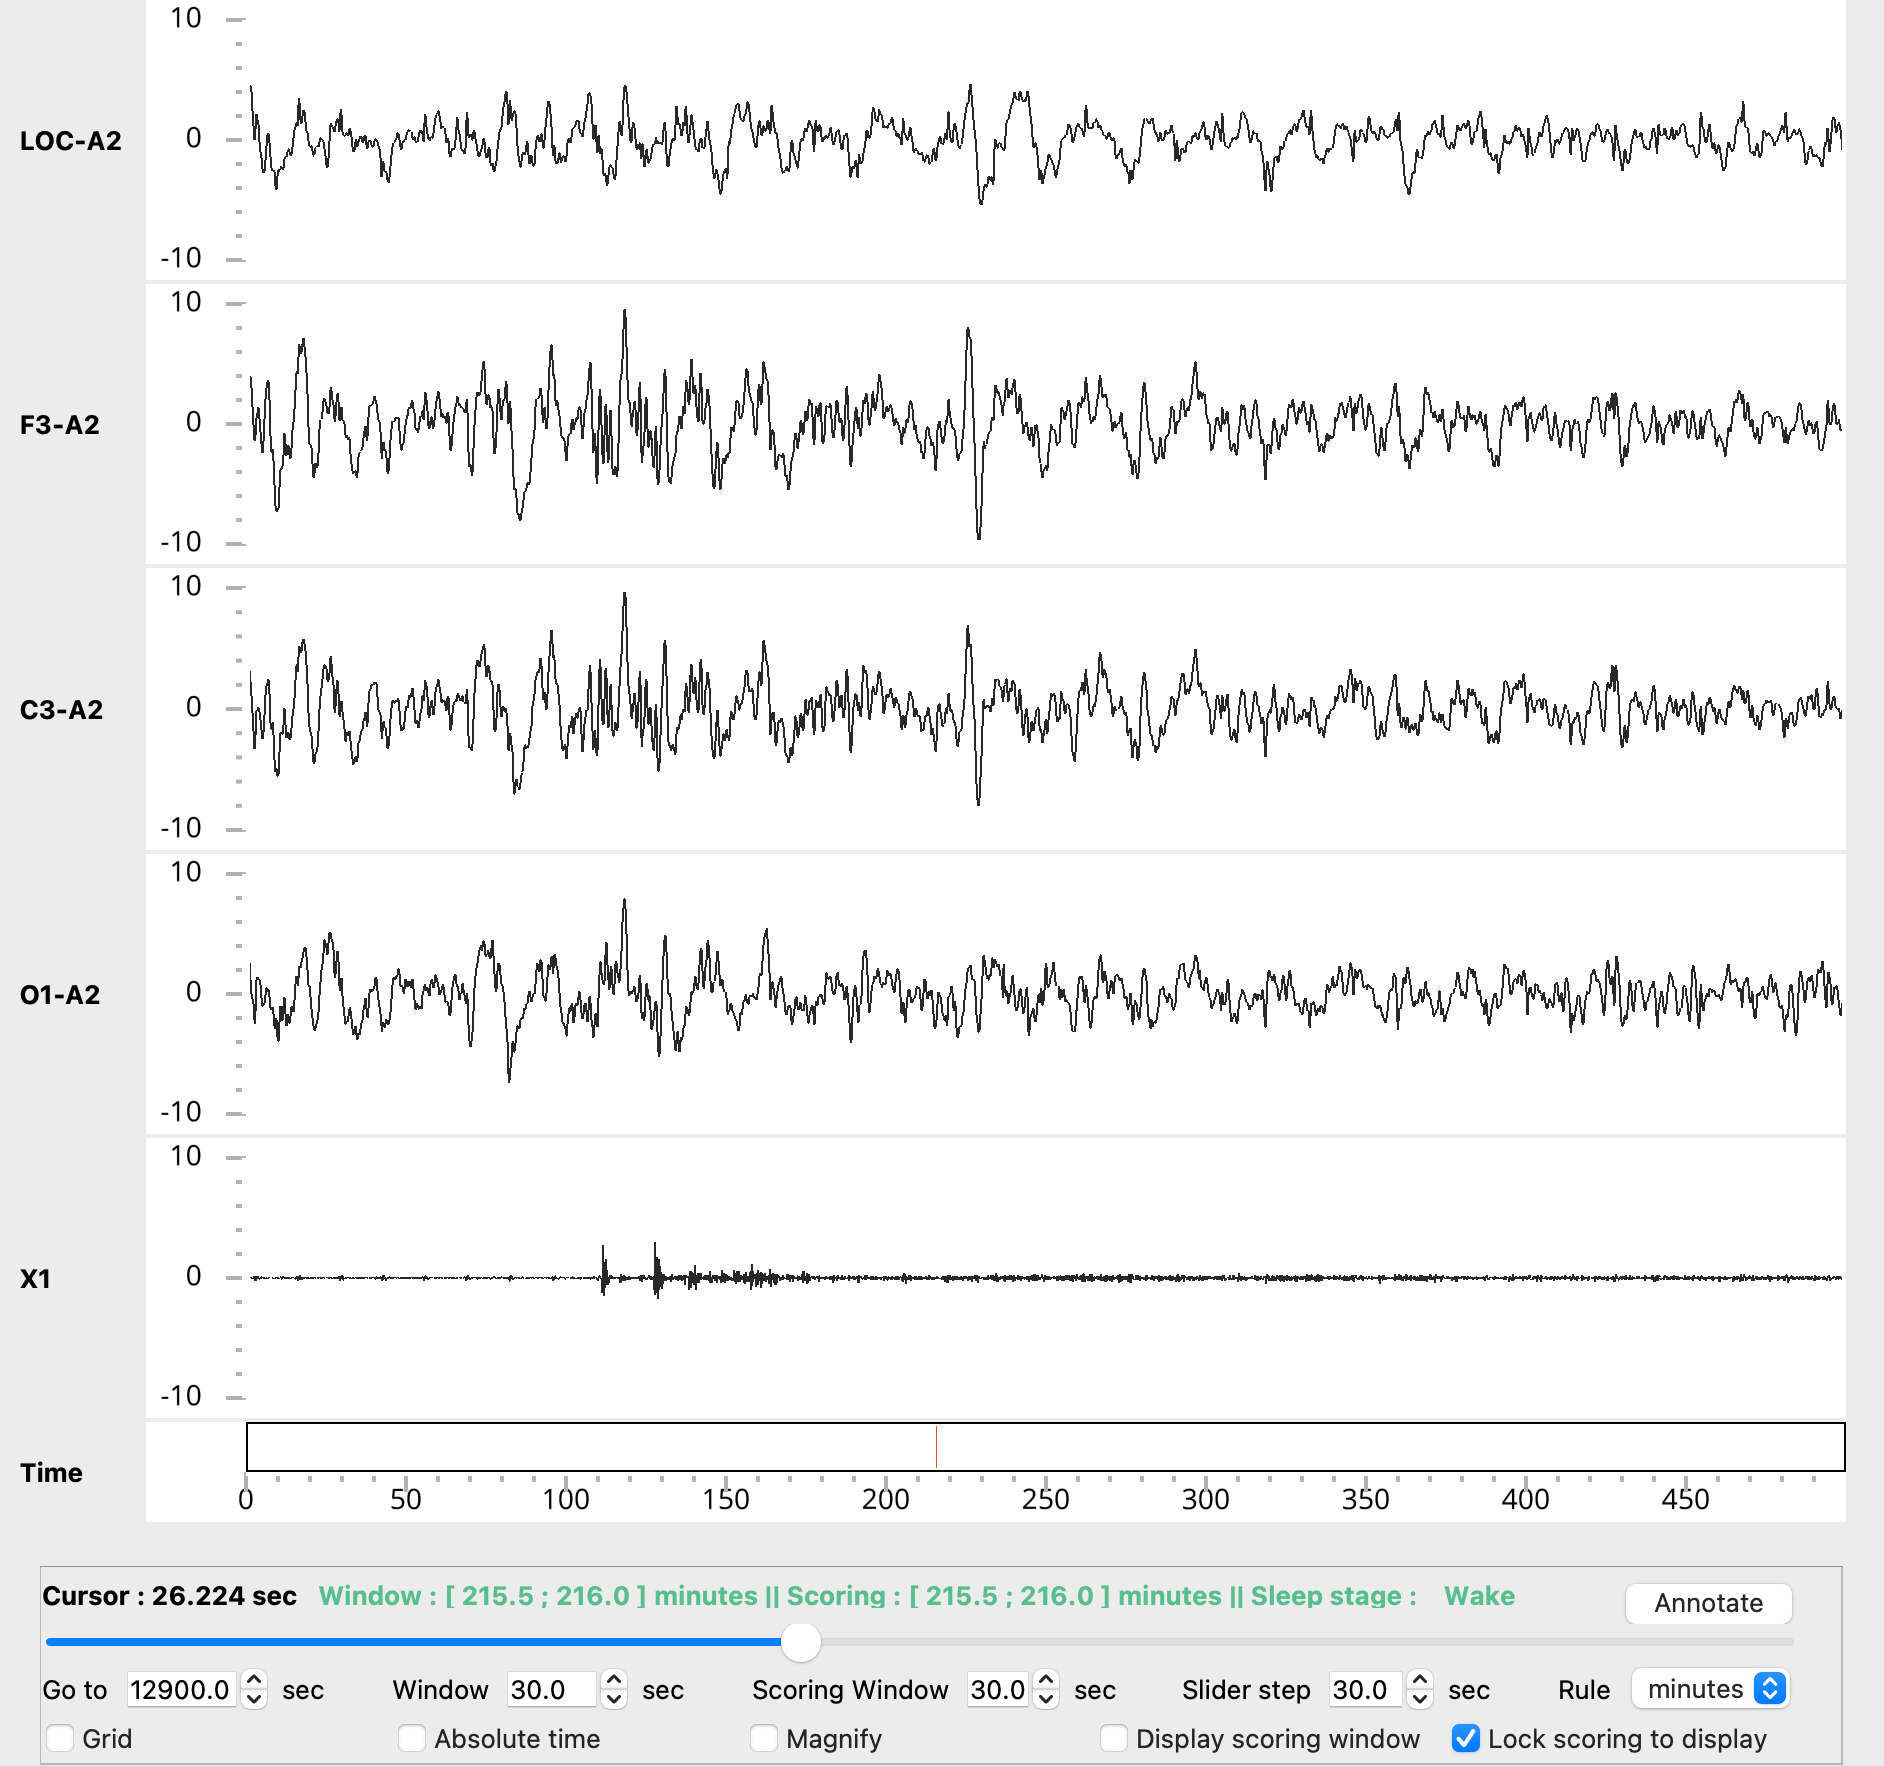 10
LOC-A2
0
-10
10
F3-A2
0
-10
10
C3-A2
0
-10
10
O1-A2
0
-10
10
X1
0
-10
Time
0 50 100 150 200 250 300 350 400 450
Cursor : 26.224 sec Window : [ 215.5 ; 216.0 ] minutes || Scoring : [ 215.5 ; 216.0 ] minutes || Sleep stage : Wake Annotate
Go to 12900.0 sec Window 30.0 sec Scoring Window 30.0 sec Slider step 30.0 sec Rule minutes
Grid Absolute time Magnify Display scoring window Lock scoring to display